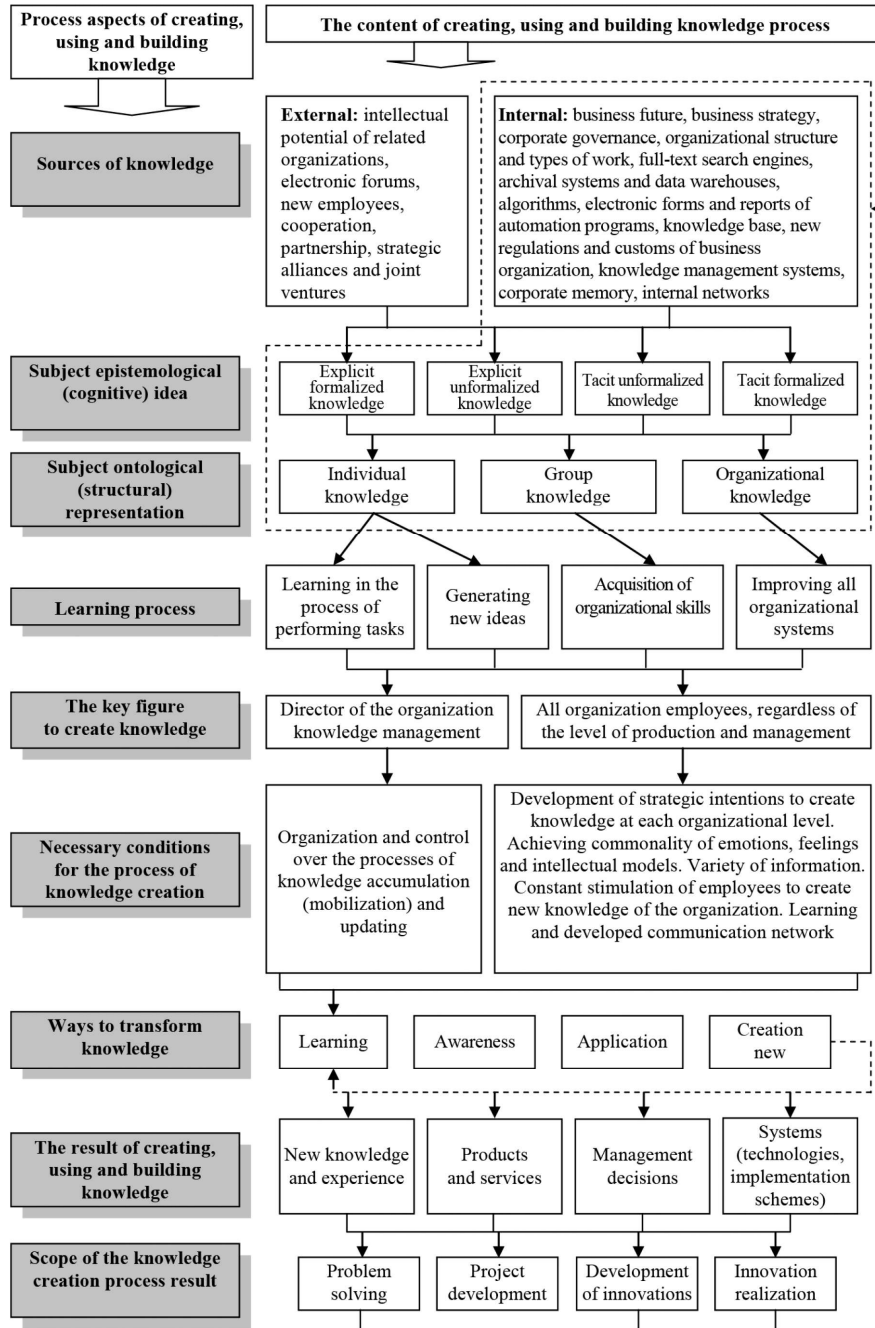 Process aspects of creating,
using and building
knowledge
The content of creating, using and building knowledge process
Sources of knowledge
External: intellectual
potential of related
organizations,
electronic forums,
new employees,
cooperation,
partnership, strategic
alliances and joint
ventures
Internal: business future, business strategy,
corporate governance, organizational structure
and types of work, full-text search engines,
archival systems and data warehouses,
algorithms, electronic forms and reports of
automation programs, knowledge base, new
regulations and customs of business
organization, knowledge management systems,
corporate memory, internal networks
Subject epistemological
(cognitive) idea
Explicit
formalized
knowledge
Explicit
unformalized
knowledge
Tacit unformalized
knowledge
Tacit formalized
knowledge
Subject ontological
(structural)
representation
Individual
knowledge
Group
knowledge
Organizational
knowledge
Learning process
Learning in the
process of
performing tasks
Generating
new ideas
Acquisition of
organizational skills
Improving all
organizational
systems
The key figure
to create knowledge
Director of the organization
knowledge management
All organization employees, regardless of
the level of production and management
Necessary conditions
for the process of
knowledge creation
Organization and control
over the processes of
knowledge accumulation
(mobilization) and
updating
Development of strategic intentions to create
knowledge at each organizational level.
Achieving commonality of emotions, feelings
and intellectual models. Variety of information.
Constant stimulation of employees to create
new knowledge of the organization. Learning
and developed communication network
Ways to transform
knowledge
Learning
Awareness
Application
Creation
new
The result of creating,
using and building
knowledge
New knowledge
and experience
Products
and services
Management
decisions
Systems
(technologies,
implementation
schemes)
Scope of the knowledge
creation process result
Problem
solving
Project
development
Development
of innovations
Innovation
realization